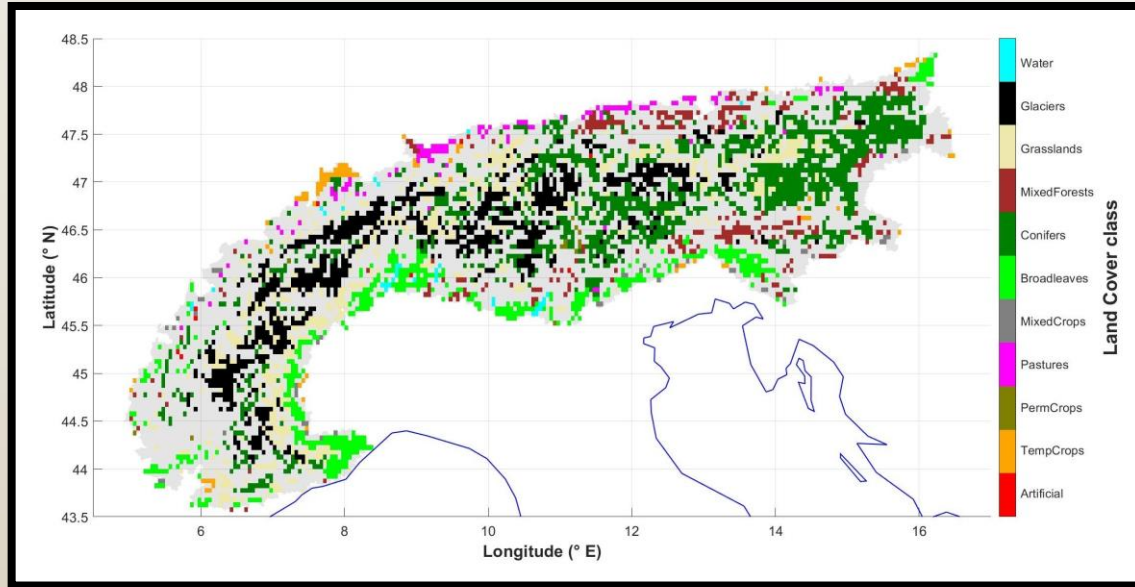 48.5
48
47.5
47
46.5
46
45.5
45
44.5
44
43.5
Latitude (° N)
6
8
10
12
14
16
Longitude (° E)
Water
Glaciers
Grasslands
MixedForests
Conifers
Broadleaves
MixedCrops
Pastures
PermCrops
TempCrops
Artificial
Land Cover class